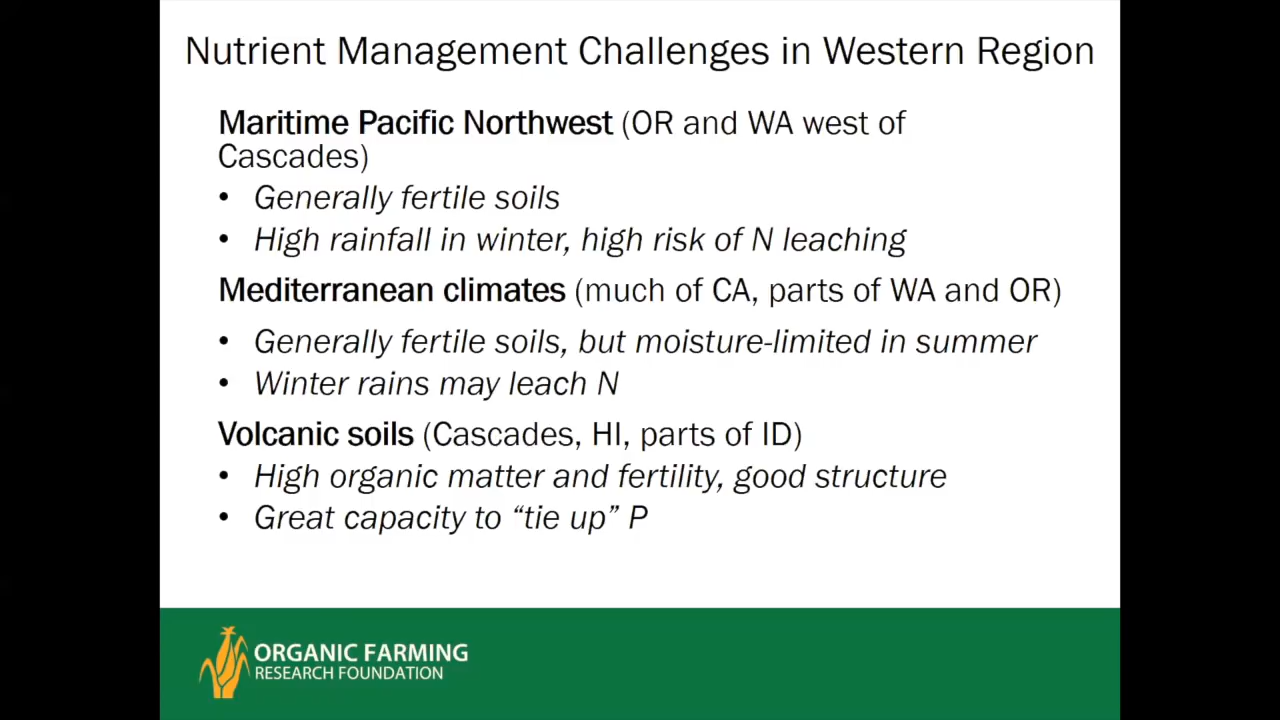 Nutrient Management Challenges in Western Region
Maritime Pacific Northwest (OR and WA west of
Cascades)
• Generally fertile soils
• High rainfall in winter, high risk of N leaching
Mediterranean climates (much of CA, parts of WA and OR)
• Generally fertile soils, but moisture-limited in summer
• Winter rains may leach N
Volcanic soils (Cascades, HI, parts of ID)
• High organic matter and fertility, good structure
• Great capacity to “tie up” P
ORGANIC FARMING
RESEARCH FOUNDATION